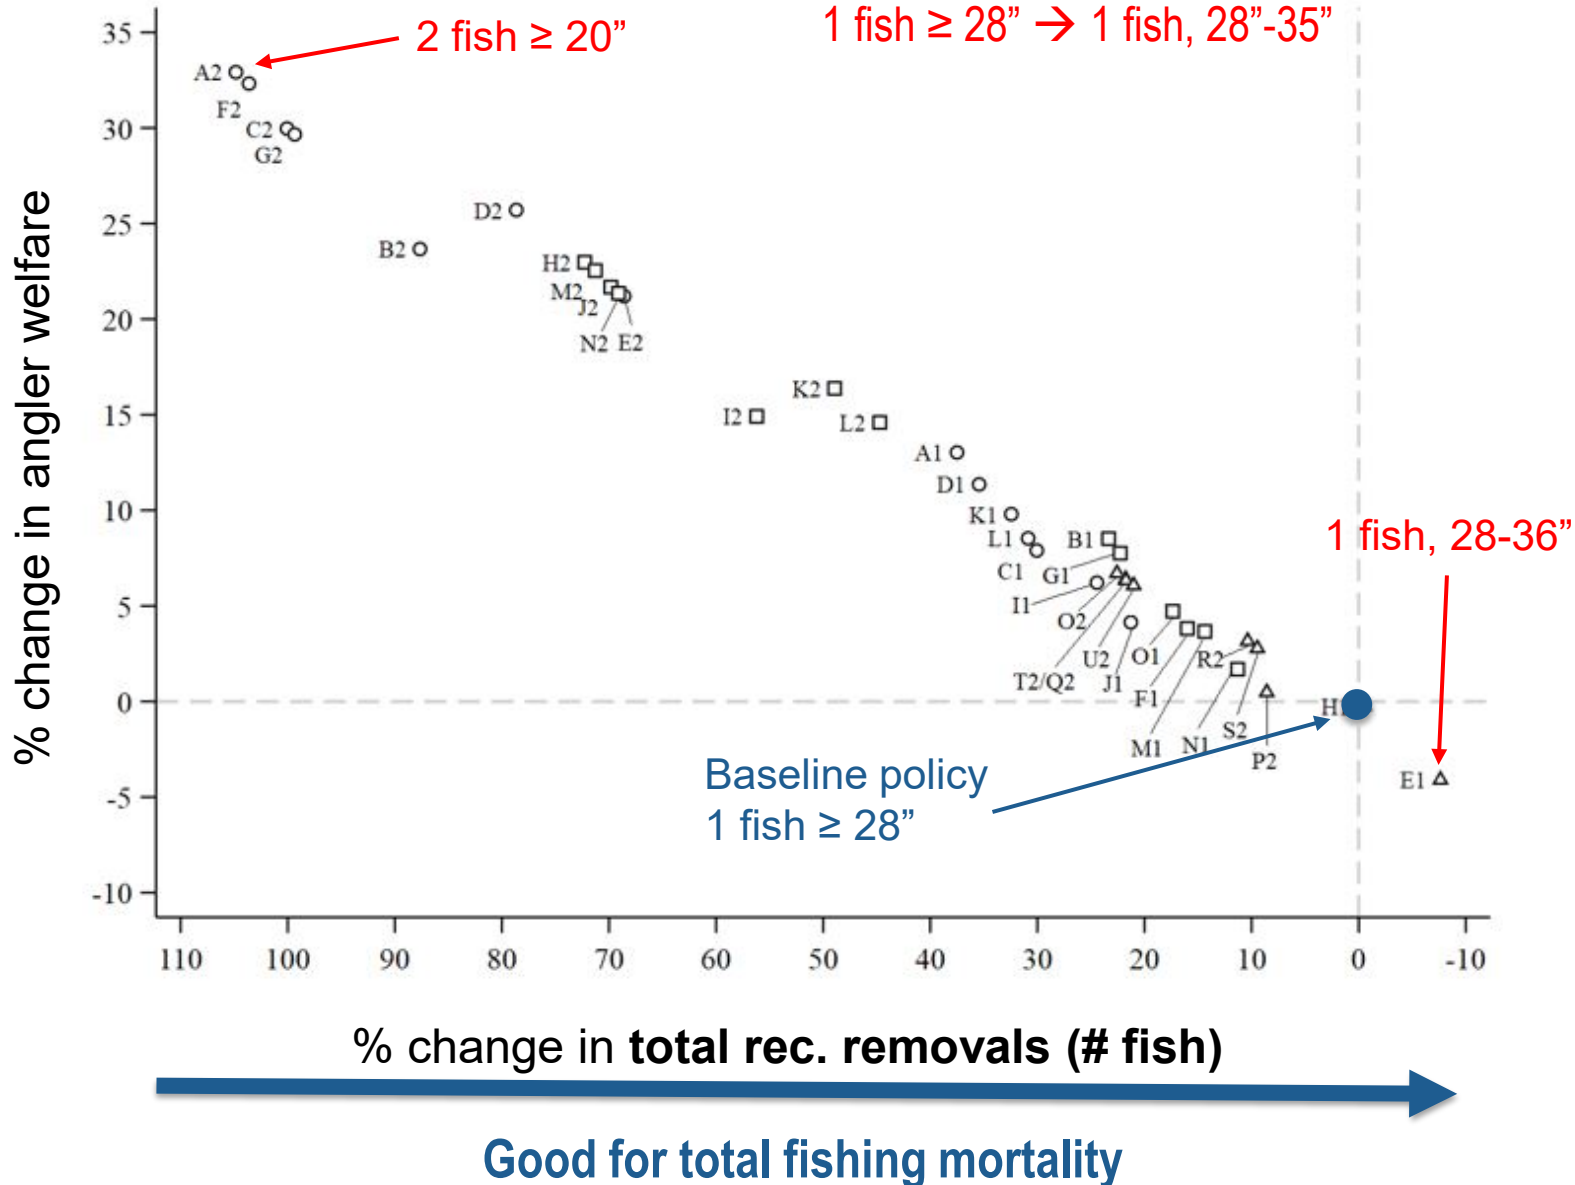 1 fish ≥ 28” → 1 fish, 28”-35”
2 fish ≥ 20”
35
30
25
20
15
10
5
0
-5
-10
% change in angler welfare
A2
F2
C2
G2
D2
B2
H2
M2
J2
N2 E2
K2
I2
L2
A1
D1
K1
L1
C1
B1
G1
I1
O2
T2/Q2
U2
J1
O1
F1
M1
N1
R2
S2
P2
E1
1 fish, 28-36”
Baseline policy
1 fish ≥ 28”
110 100 90 80 70 60 50 40 30 20 10 0 -10
% change in total rec. removals (# fish)
Good for total fishing mortality